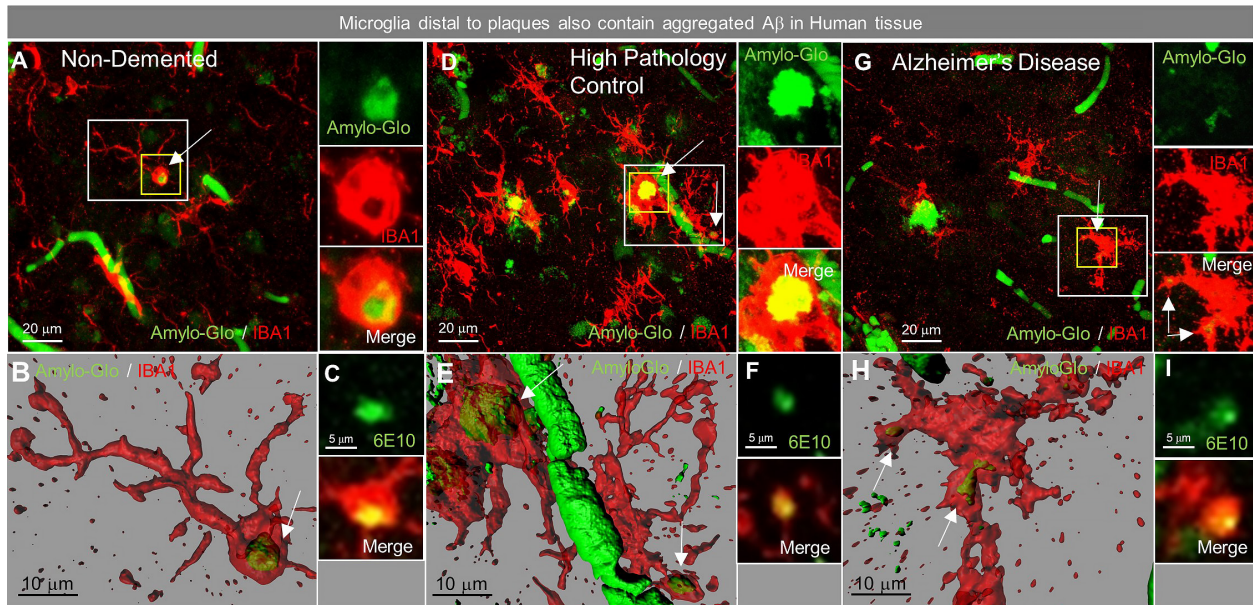 Microglia distal to plaques also contain aggregated Aβ in Human tissue
A
Non-Demented
Amylo-Glo
IBA1
Merge
20 μm
Amylo-Glo / IBA1
D
High Pathology
Control
Amylo-Glo
IBA1
Merge
20 μm
Amylo-Glo / IBA1
G
Alzheimer's Disease
Amylo-Glo
IBA1
Merge
20 μm
Amylo-Glo / IBA1
B
Amylo-Glo / IBA1
10 μm
C
5 μm
6E10
Merge
E
AmyloGlo / IBA1
10 μm
F
5 μm
6E10
Merge
H
AmyloGlo / IBA1
10 μm
I
5 μm
6E10
Merge